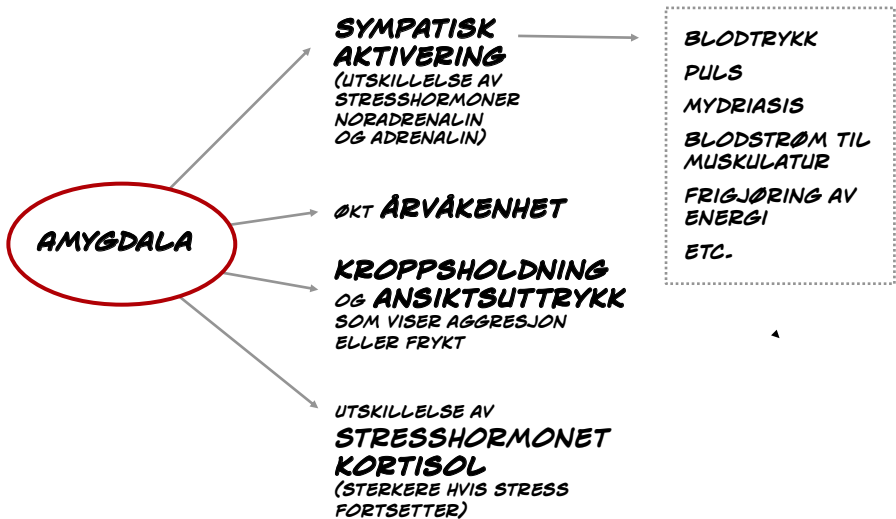 AMYGDALA
SYMPATISK
AKTIVERING
(UTSKILLELSE AV
STRESSHORMONER
NORADRENALIN
OG ADRENALIN)
BLODTRYKK
PULS
MYDRIASIS
BLODSTRØM TIL
MUSKULATUR
FRIGJØRING AV
ENERGI
ETC.
ØKT ÅRVÅKENHET
KROPPSHOLDNING
OG ANSIKTSUTTRYKK
SOM VISER AGGRESJON
ELLER FRYKT
UTSKILLELSE AV
STRESSHORMONET
KORTISOL
(STERKERE HVIS STRESS
FORTSETTER)